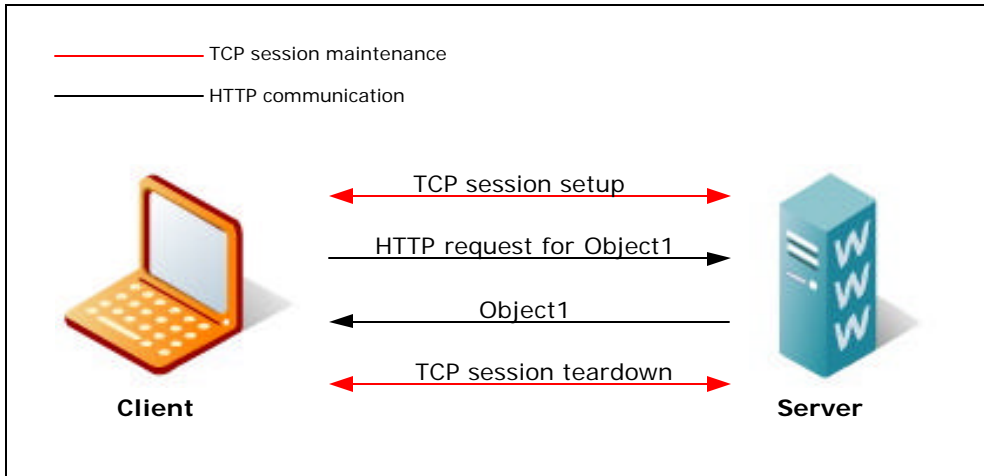 TCP session maintenance
HTTP communication
TCP session setup
HTTP request for Object1
Object1
TCP session teardown
Client
Server
W
W
W